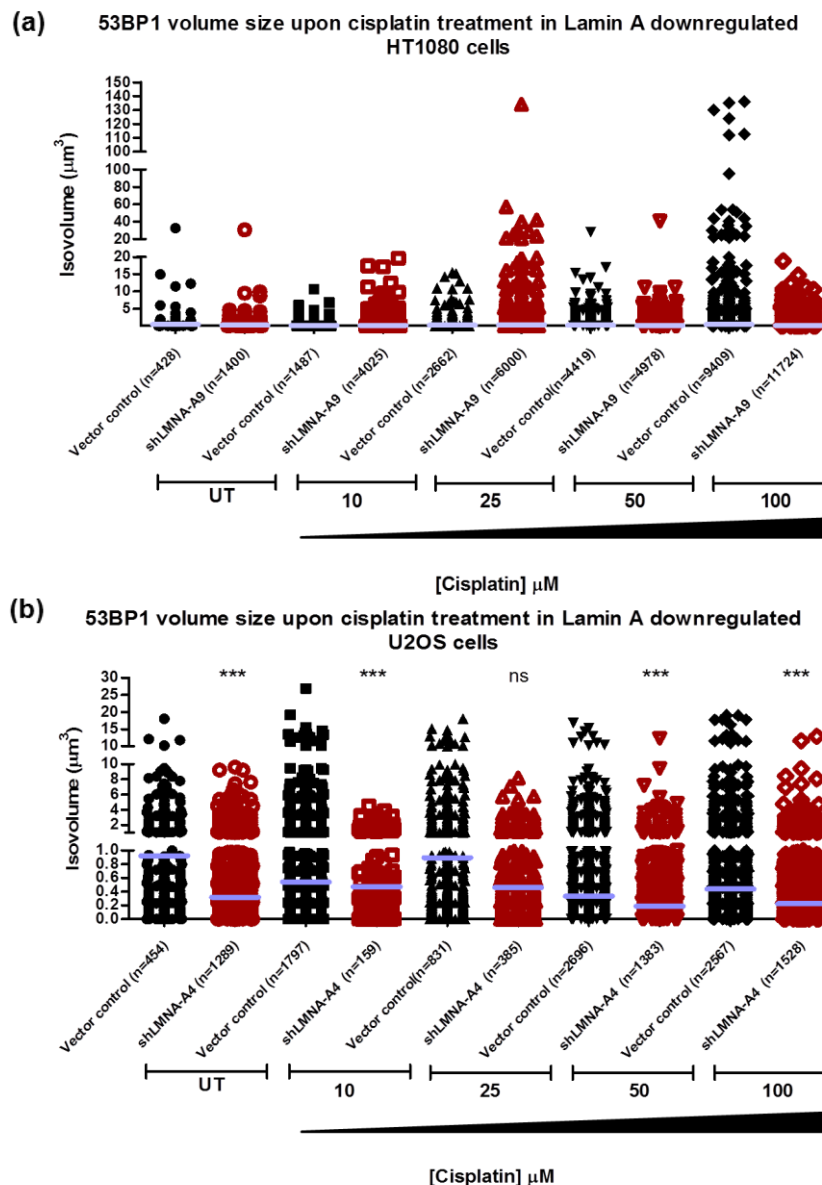 (a)
53BP1 volume size upon cisplatin treatment in Lamin A downregulated
HT1080 cells
Isovolume (μm³)
150
140
130
120
110
100
100
80
60
40
20
20
15
10
5
Vector control (n=428)
shLMNA-A9 (n=1400)
Vector control (n=1487)
shLMNA-A9 (n=4025)
Vector control (n=2662)
shLMNA-A9 (n=6000)
Vector control(n=4419)
shLMNA-A9 (n=4978)
Vector control (n=9409)
shLMNA-A9 (n=11724)
UT
10
25
50
100
[Cisplatin] μM
(b)
53BP1 volume size upon cisplatin treatment in Lamin A downregulated
U2OS cells
Isovolume (μm³)
30
25
20
15
10
10
8
6
4
2
1.0
0.8
0.6
0.4
0.2
0.0
***
***
ns
***
***
Vector control (n=454)
shLMNA-A4 (n=1289)
Vector control (n=1797)
shLMNA-A4 (n=159)
Vector control(n=831)
shLMNA-A4 (n=385)
Vector control (n=2696)
shLMNA-A4 (n=1383)
Vector control (n=2567)
shLMNA-A4 (n=1528)
UT
10
25
50
100
[Cisplatin] μM